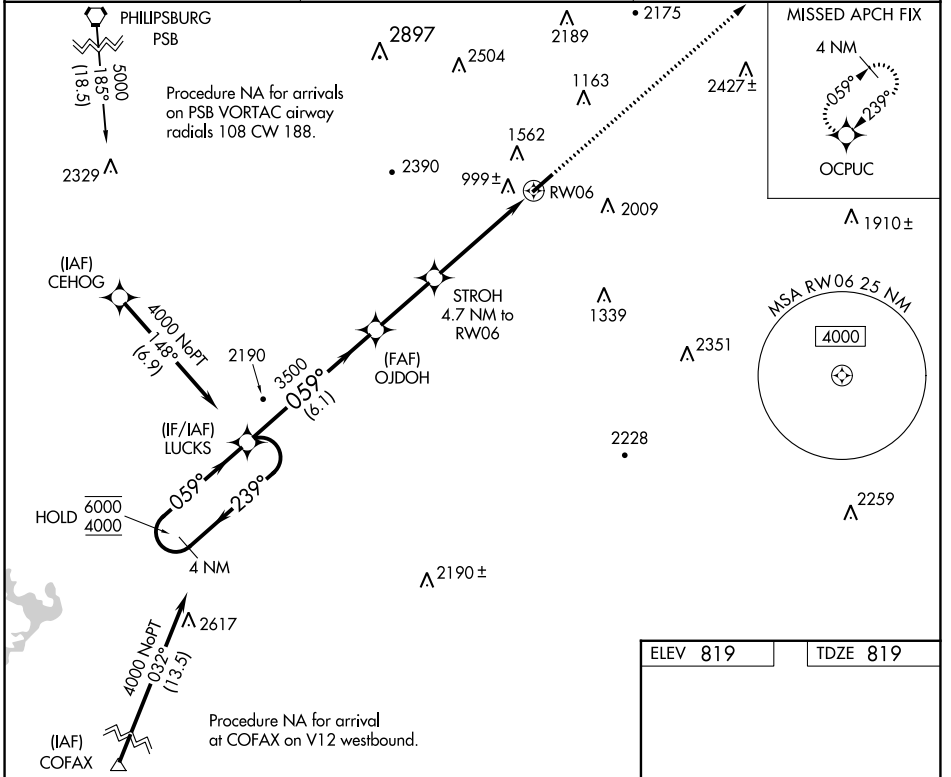 PHILIPSBURG
PSB
5000
185°
(18.5)
Procedure NA for arrivals
on PSB VORTAC airway
radials 108 CW 188.
2897
2504
2189
2175
1163
2427±
1562
2329
2390
999±
RW06
2009
MISSED APCH FIX
4 NM
059°
239°
OCPUC
1910±
(IAF)
CEHOG
4000 NoPT
148°
(6.9)
STROH
4.7 NM to
RW06
1339
MSA RW06 25 NM
4000
2351
(FAF)
OJDOH
2190
3500
059°
(6.1)
(IF/IAF)
LUCKS
2228
059°
239°
HOLD
6000
4000
4 NM
2259
2190±
2617
4000 NoPT
032°
(13.5)
Procedure NA for arrival
at COFAX on V12 westbound.
(IAF)
COFAX
ELEV 819
TDZE 819